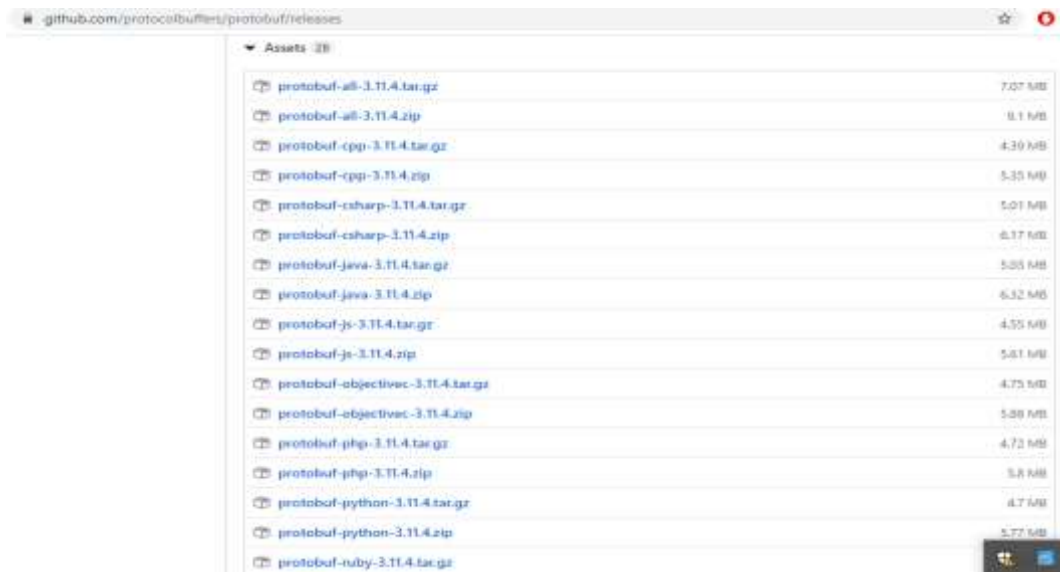 github.com/protocolbuffers/protobuf/releases
Assets 28
protobuf-all-3.11.4.tar.gz 7.07 MB
protobuf-all-3.11.4.zip 9.1 MB
protobuf-cpp-3.11.4.tar.gz 4.39 MB
protobuf-cpp-3.11.4.zip 5.35 MB
protobuf-csharp-3.11.4.tar.gz 5.01 MB
protobuf-csharp-3.11.4.zip 6.17 MB
protobuf-java-3.11.4.tar.gz MB
protobuf-java-3.11.4.zip 6.32 MB
protobuf-js-3.11.4.tar.gz 4.55 MB
protobuf-js-3.11.4.zip 5.61 MB
protobuf-objectivec-3.11.4.tar.gz 4.75 MB
protobuf-objectivec-3.11.4.zip 5.88 MB
protobuf-php-3.11.4.tar.gz 4.72 MB
protobuf-php-3.11.4.zip 5.8 MB
protobuf-python-3.11.4.tar.gz 4.7 MB
protobuf-python-3.11.4.zip 5.77 MB
protobuf-ruby-3.11.4.tar.gz